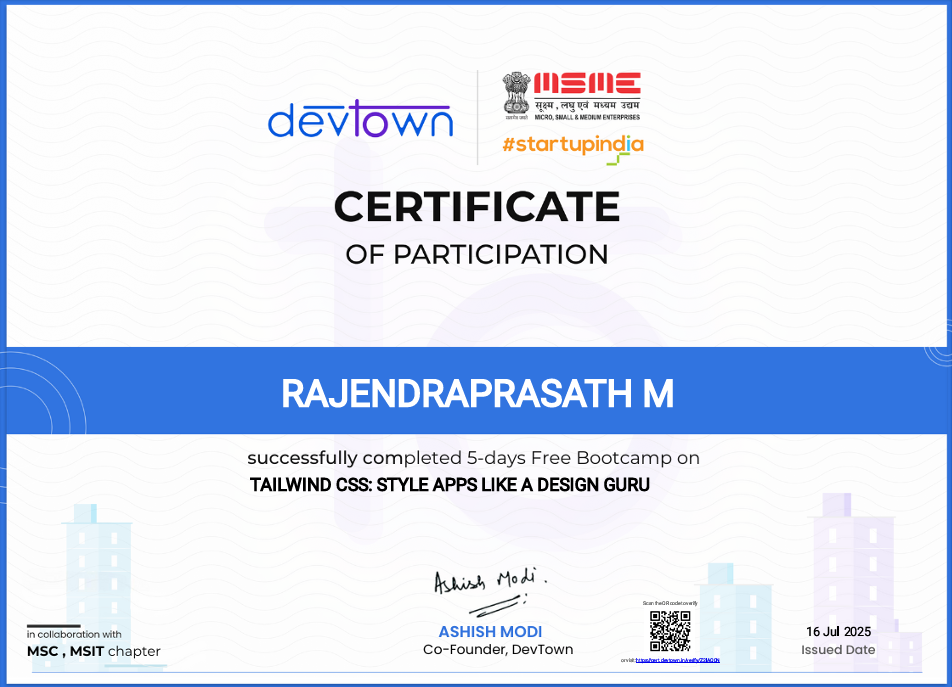 devtown
MSME
सूक्ष्म, लघु एवं मध्यम उद्यम
MICRO, SMALL & MEDIUM ENTERPRISES
#startupindia
CERTIFICATE
OF PARTICIPATION
RAJENDRAPRASATH M
successfully completed 5-days Free Bootcamp on
TAILWIND CSS: STYLE APPS LIKE A DESIGN GURU
Ashish Modi.
ASHISH MODI
Co-Founder, DevTown
in collaboration with
MSC , MSIT chapter
Scan the QR code to verify
or visit
16 Jul 2025
Issued Date